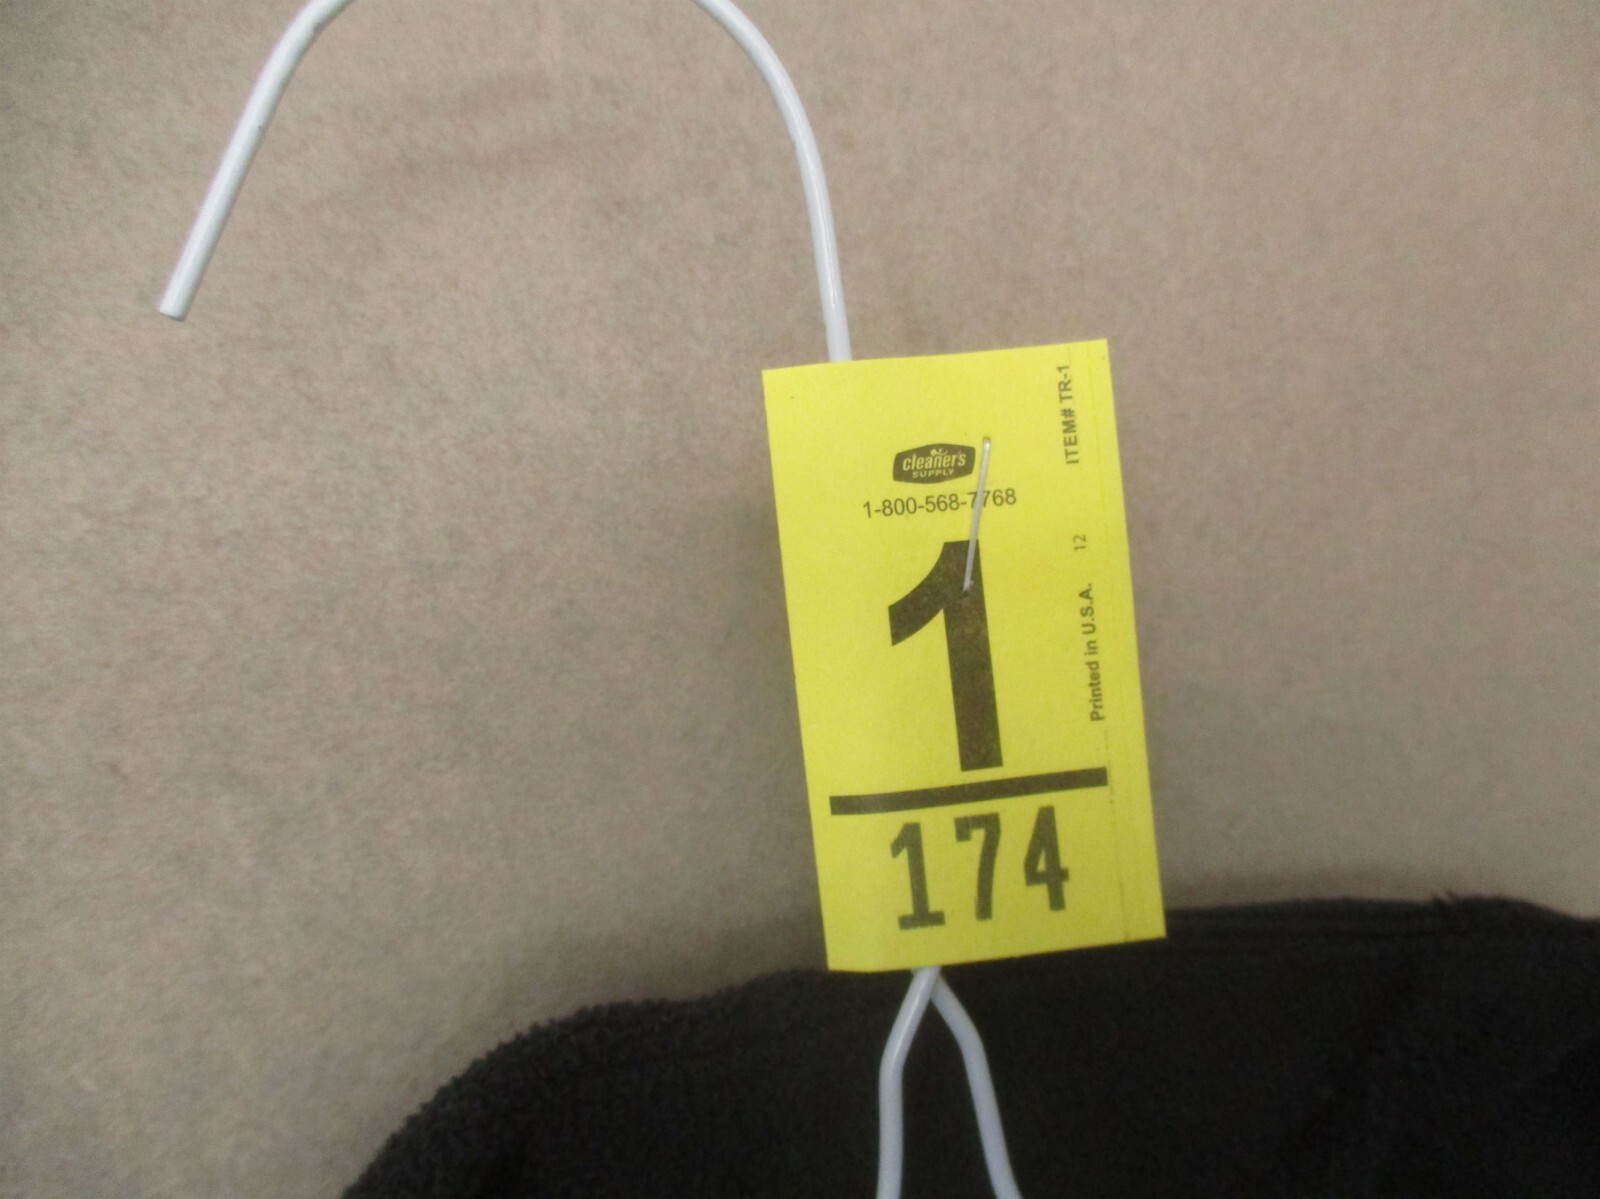 cleaner's
SUPPLY
1-800-568-7768
1
174
ITEM# TR-1
12
Printed in U.S.A.